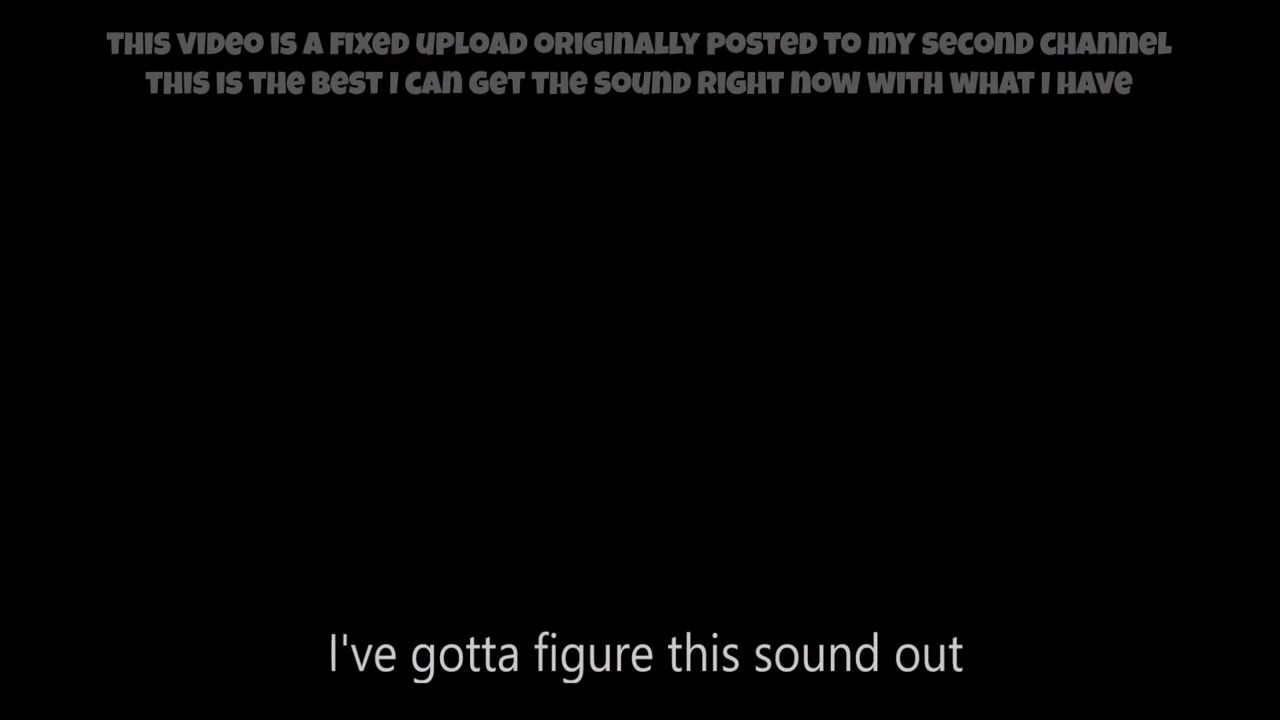 THIS VIDEO IS A FIXED UPLOAD ORIGINALLY POSTED TO MY SECOND CHANNEL
THIS IS THE BEST I CAN GET THE SOUND RIGHT NOW WITH WHAT I HAVE
I've gotta figure this sound out